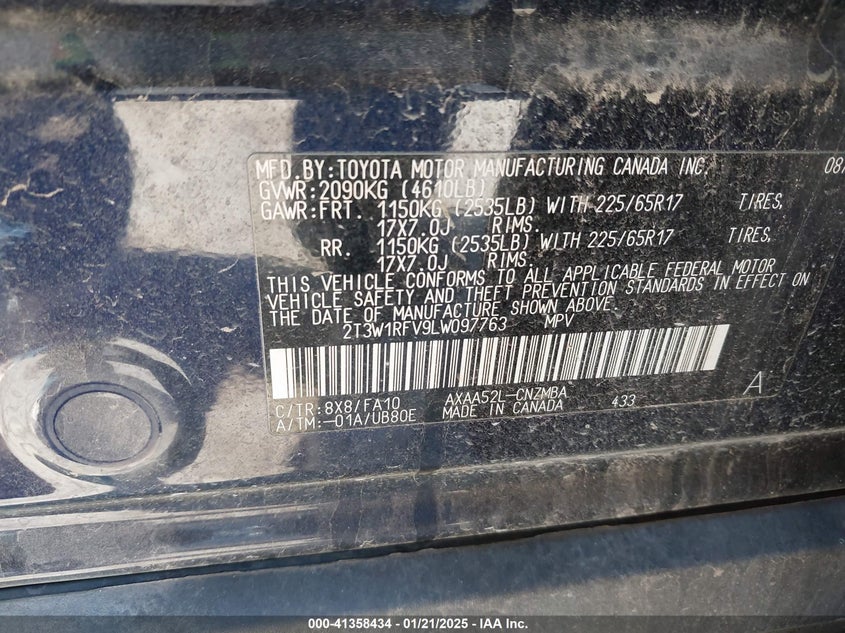 MFD.BY:TOYOTA MOTOR MANUFACTURING CANADA INC. 08/
GVWR:2090KG (4610LB)
GAWR:FRT. 1150KG (2535LB) WITH 225/65R17 TIRES,
17X7.0J RIMS.
RR. 1150KG (2535LB) WITH 225/65R17 TIRES,
17X7.0J RIMS.
THIS VEHICLE CONFORMS TO ALL APPLICABLE FEDERAL MOTOR
VEHICLE SAFETY AND THEFT PREVENTION STANDARDS IN EFFECT ON
THE DATE OF MANUFACTURE SHOWN ABOVE.
2T3W1RFV9LW097763 MPV
C/TR:8X8/FA10 AXAA52L-CNZMBA A
A/TM:-01A/UB80E MADE IN CANADA 433
000-41358434 - 01/21/2025 - IAA Inc.